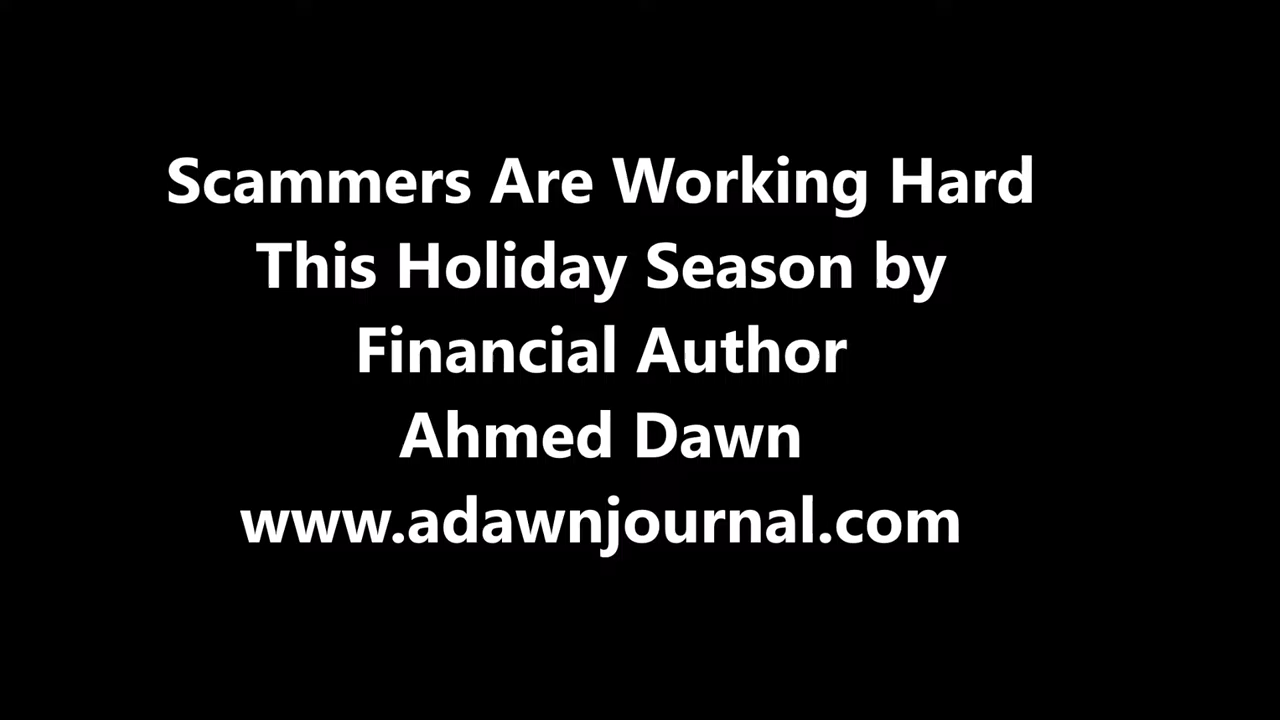 Scammers Are Working Hard
This Holiday Season by
Financial Author
Ahmed Dawn
www.adawnjournal.com